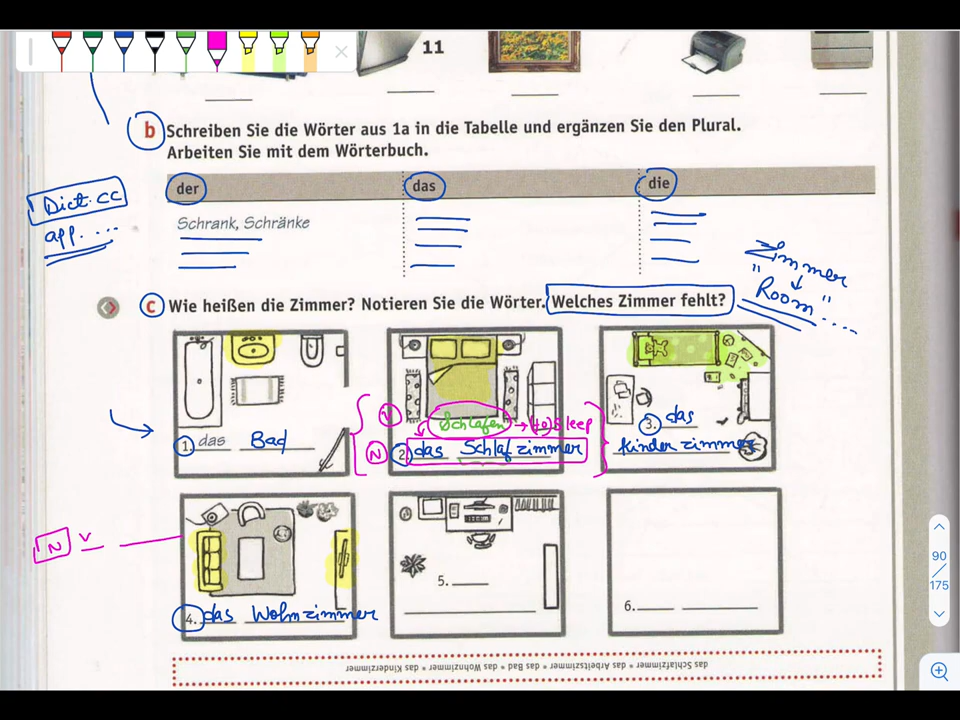 11
b Schreiben Sie die Wörter aus 1a in die Tabelle und ergänzen Sie den Plural.
Arbeiten Sie mit dem Wörterbuch.
Dict.cc
app....
der das die
Schrank, Schränke
Zimmer
" Room "....
c Wie heißen die Zimmer? Notieren Sie die Wörter. Welches Zimmer fehlt?
1. das Bad
V Schlafen → (to) Sleep
N 2. das Schlafzimmer
3. das
Kinderzimmer
N V
4. das Wohnzimmer
5.
6.
das Schlafzimmer • das Arbeitszimmer • das Bad • das Wohnzimmer • das Kinderzimmer
90
/
175